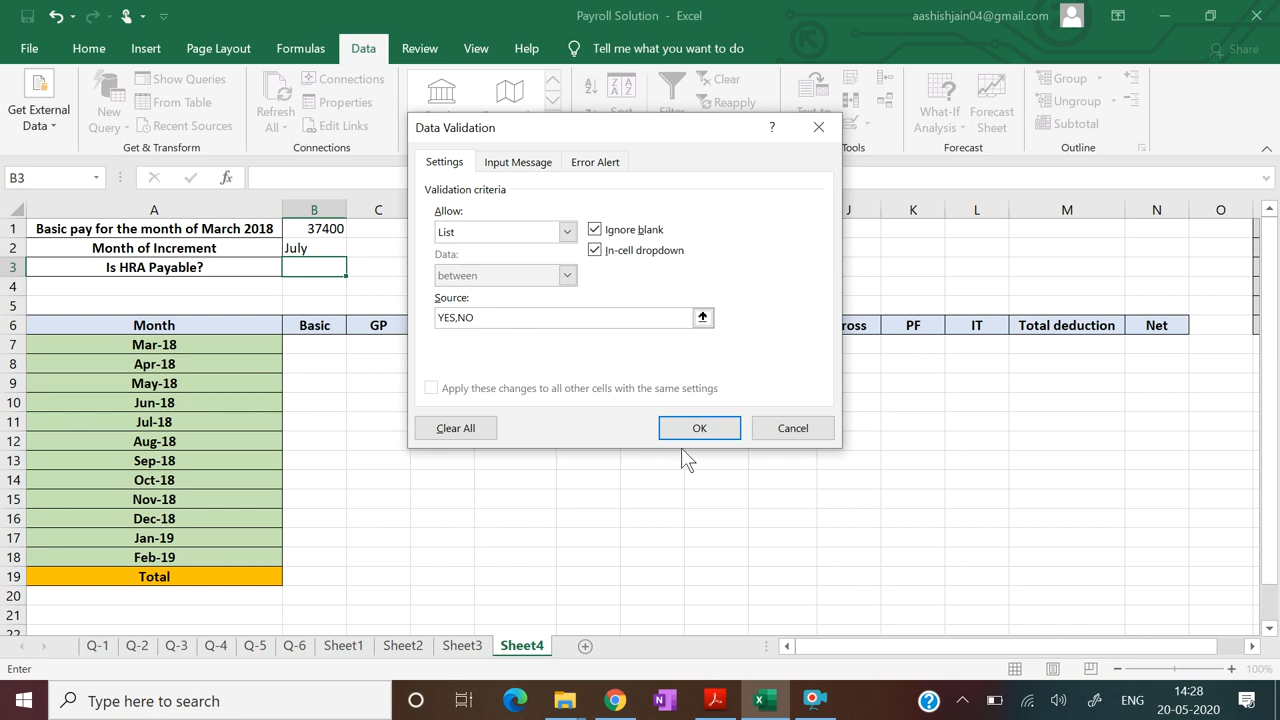 Payroll Solution - Excel
aashishjain04@gmail.com
File
Home
Insert
Page Layout
Formulas
Data
Review
View
Help
Tell me what you want to do
Share
Get External
Data
New
Query
Show Queries
From Table
Recent Sources
Get & Transform
Refresh
All
Connections
Properties
Edit Links
Connections
Clear
Reapply
What-If
Analysis
Forecast
Sheet
Forecast
Group
Ungroup
Subtotal
Outline
Tools
B3
fx
Data Validation
?
Settings
Input Message
Error Alert
Validation criteria
Allow:
List
Ignore blank
In-cell dropdown
Data:
between
Source:
YES,NO
Apply these changes to all other cells with the same settings
Clear All
OK
Cancel
A B C J K L M N O
1 Basic pay for the month of March 2018 37400
2 Month of Increment July
3 Is HRA Payable?
4
5
6 Month Basic GP PF IT Total deduction Net
7 Mar-18
8 Apr-18
9 May-18
10 Jun-18
11 Jul-18
12 Aug-18
13 Sep-18
14 Oct-18
15 Nov-18
16 Dec-18
17 Jan-19
18 Feb-19
19 Total
20
21
22
Q-1 Q-2 Q-3 Q-4 Q-5 Q-6 Sheet1 Sheet2 Sheet3 Sheet4
Enter
100%
Type here to search
ENG
14:28
20-05-2020